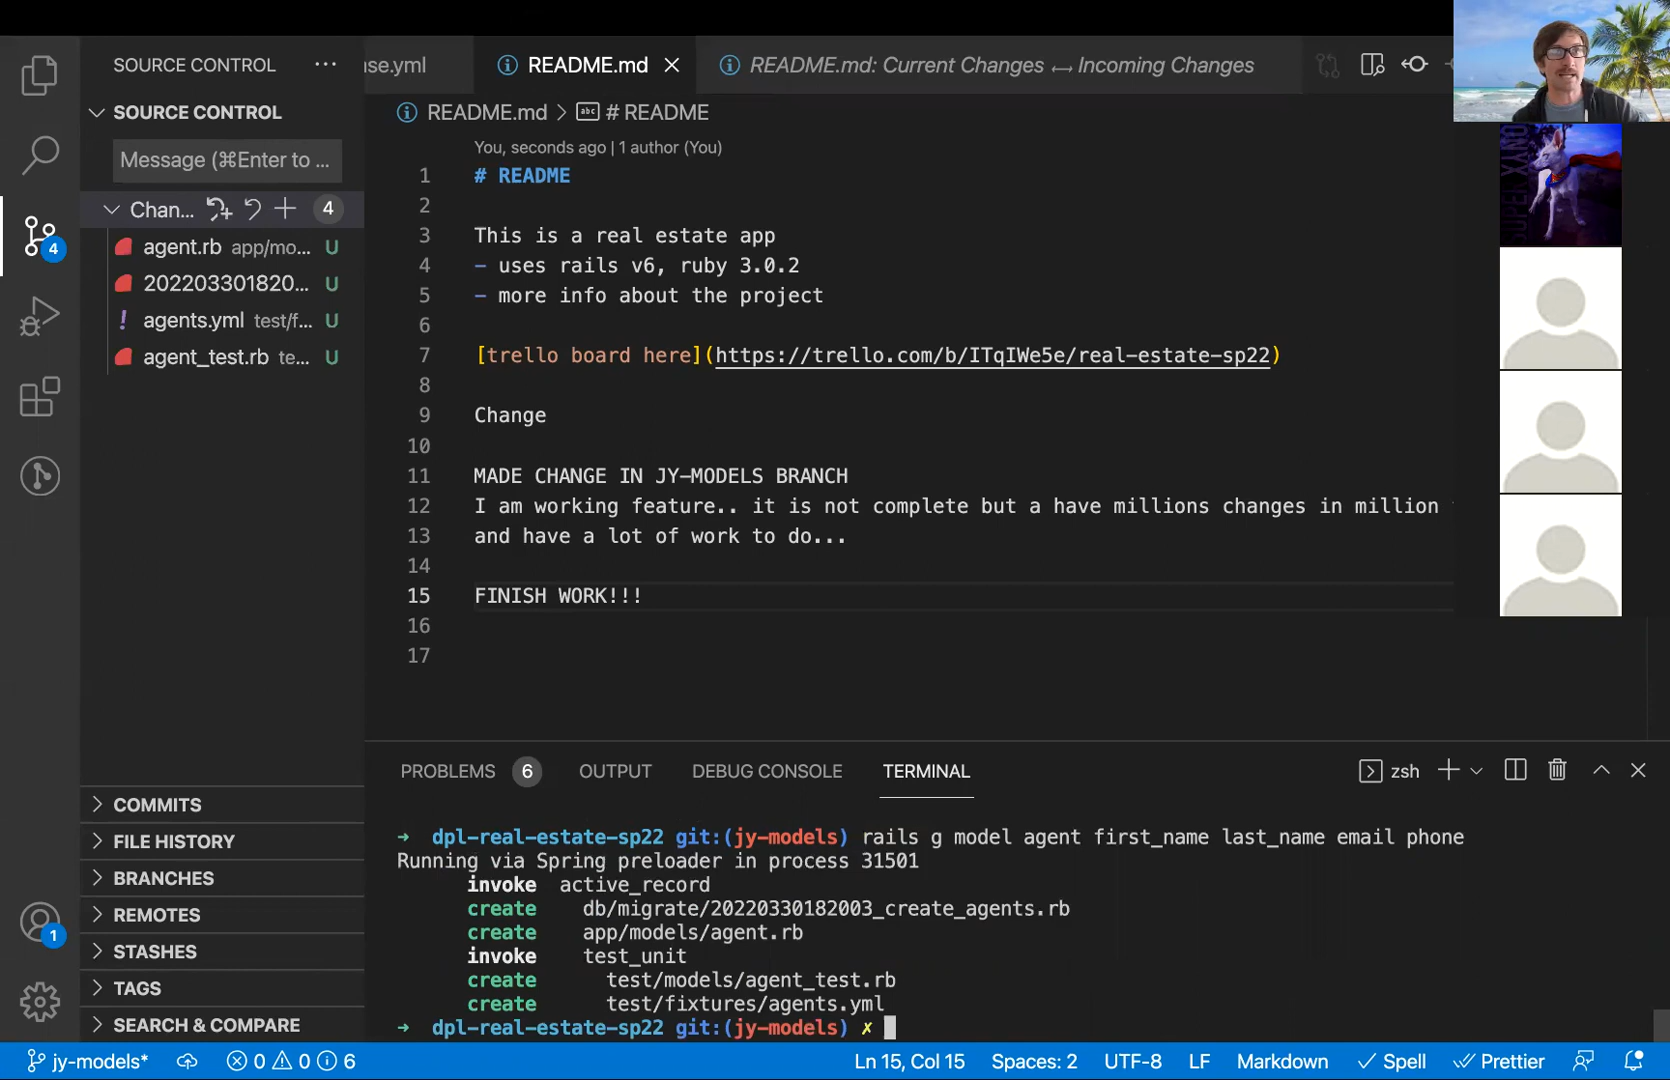 SOURCE CONTROL
SOURCE CONTROL
Message (⌘Enter to ...
Chan... 4
agent.rb app/mo... U
202203301820... U
! agents.yml test/f... U
agent_test.rb te... U
4
COMMITS
FILE HISTORY
BRANCHES
REMOTES
STASHES
TAGS
SEARCH & COMPARE
1
se.yml
README.md
README.md: Current Changes ↔ Incoming Changes
README.md > # README
You, seconds ago | 1 author (You)
1 # README
2
3 This is a real estate app
4 - uses rails v6, ruby 3.0.2
5 - more info about the project
6
7 [trello board here](https://trello.com/b/ITqIWe5e/real-estate-sp22)
8
9 Change
10
11 MADE CHANGE IN JY-MODELS BRANCH
12 I am working feature.. it is not complete but a have millions changes in million
13 and have a lot of work to do...
14
15 FINISH WORK!!!
16
17
PROBLEMS 6 OUTPUT DEBUG CONSOLE TERMINAL zsh
→ dpl-real-estate-sp22 git:(jy-models) rails g model agent first_name last_name email phone
Running via Spring preloader in process 31501
invoke active_record
create db/migrate/20220330182003_create_agents.rb
create app/models/agent.rb
invoke test_unit
create test/models/agent_test.rb
create test/fixtures/agents.yml
→ dpl-real-estate-sp22 git:(jy-models) ✗
jy-models* 0 0 6 Ln 15, Col 15 Spaces: 2 UTF-8 LF Markdown Spell Prettier